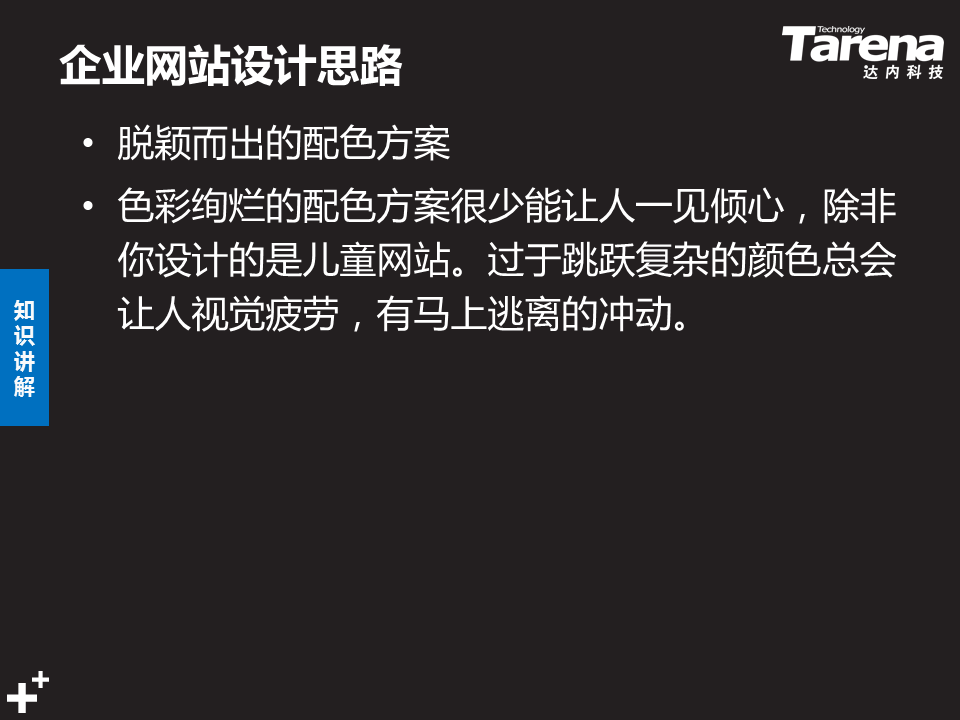 企业网站设计思路
Technology
Tarena
达内科技
• 脱颖而出的配色方案
• 色彩绚烂的配色方案很少能让人一见倾心，除非
你设计的是儿童网站。过于跳跃复杂的颜色总会
让人视觉疲劳，有马上逃离的冲动。
知
识
讲
解